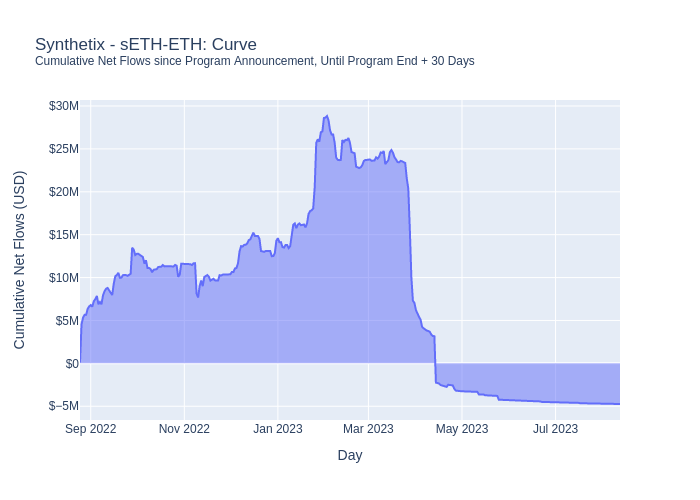 Synthetix - sETH-ETH: Curve
Cumulative Net Flows since Program Announcement, Until Program End + 30 Days
$30M
$25M
$20M
$15M
$10M
$5M
$0
$−5M
Cumulative Net Flows (USD)
Sep 2022 Nov 2022 Jan 2023 Mar 2023 May 2023 Jul 2023
Day